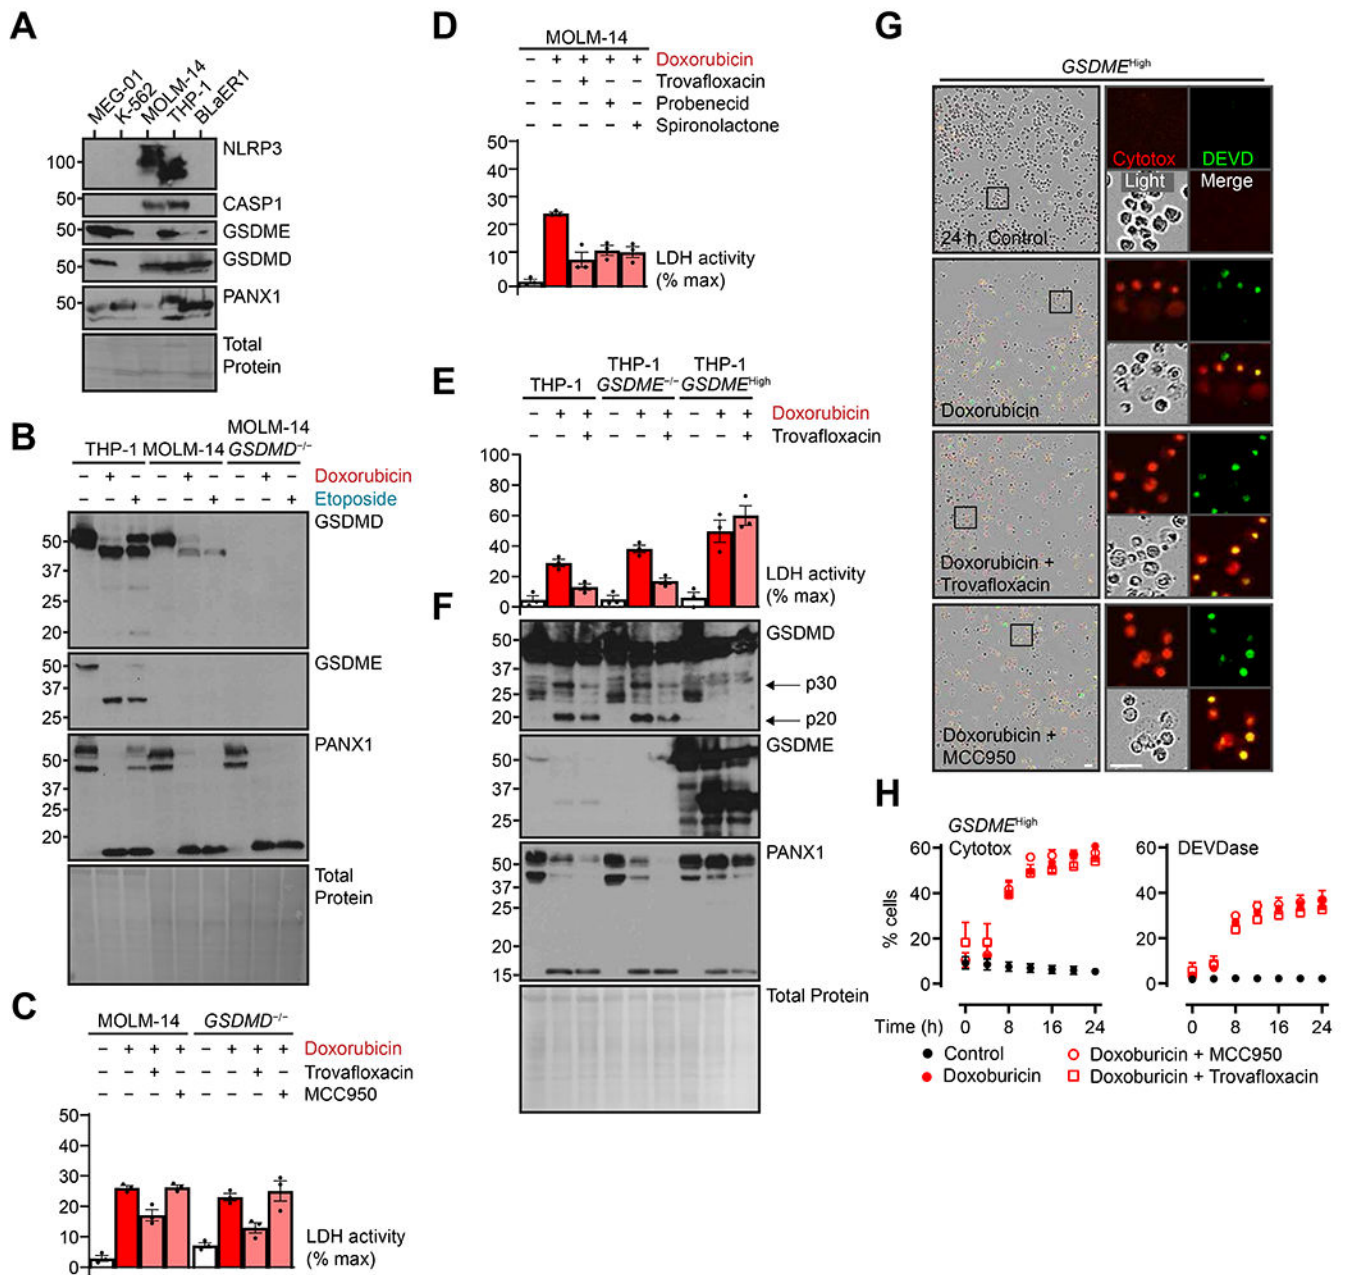 A
MEG-01
K-562
MOLM-14
THP-1
BLaER1
100
NLRP3
50
CASP1
50
GSDME
50
GSDMD
50
PANX1
Total
Protein
B
THP-1 MOLM-14 MOLM-14 GSDMD–/–
– + – – + – – + – Doxorubicin
– – + – – + – – + Etoposide
GSDMD
50
37
25
20
GSDME
50
37
25
PANX1
50
37
25
20
Total
Protein
C
MOLM-14 GSDMD–/–
– + + + – + + + Doxorubicin
– – + – – – + – Trovafloxacin
– – – + – – – + MCC950
50
40
30
20
10
0
LDH activity
(% max)
D
MOLM-14
– + + + + Doxorubicin
– – + – – Trovafloxacin
– – – + – Probenecid
– – – – + Spironolactone
50
40
30
20
10
0
LDH activity
(% max)
E
THP-1 THP-1 GSDME–/– THP-1 GSDMEHigh
– + + – + + – + + Doxorubicin
– – + – – + – – + Trovafloxacin
100
80
60
40
20
0
LDH activity
(% max)
F
GSDMD
50
37
25
20
p30
p20
GSDME
50
37
25
PANX1
50
37
25
20
15
Total Protein
G
GSDMEHigh
24 h, Control
Cytotox
DEVD
Light
Merge
Doxorubicin
Doxorubicin +
Trovafloxacin
Doxorubicin +
MCC950
H
GSDMEHigh
Cytotox
DEVDase
% cells
60
40
20
0
60
40
20
0
Time (h) 0 8 16 24 0 8 16 24
Control
Doxoburicin
Doxoburicin + MCC950
Doxoburicin + Trovafloxacin